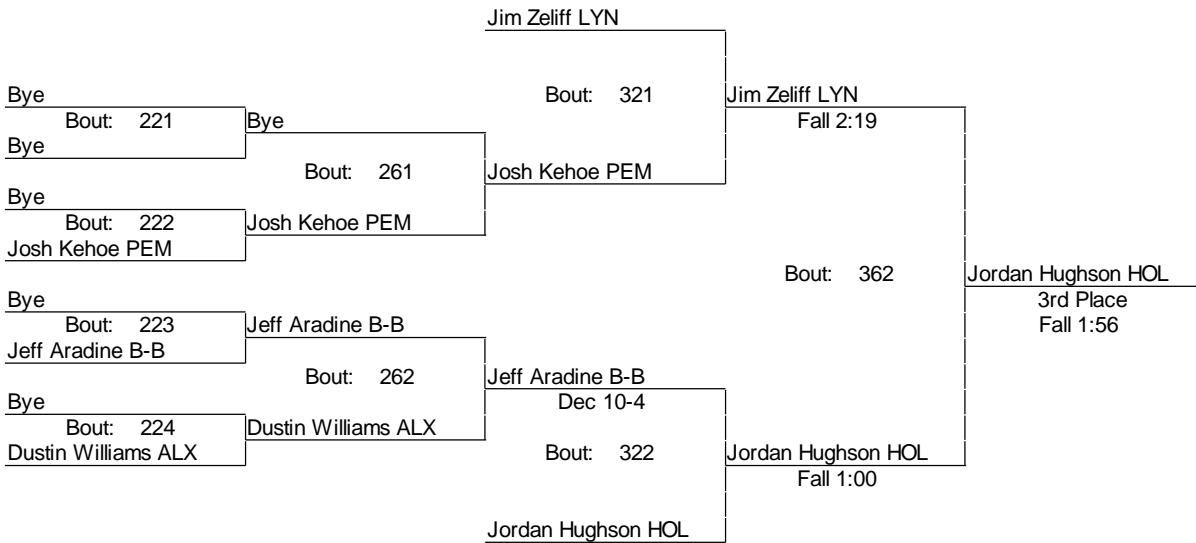 Jim Zeliff LYN
Bye
Bout: 321
Jim Zeliff LYN
Bout: 221
Bye
Fall 2:19
Bye
Bout: 261
Josh Kehoe PEM
Bye
Bout: 222
Josh Kehoe PEM
Josh Kehoe PEM
Bout: 362
Jordan Hughson HOL
Bye
3rd Place
Bout: 223
Jeff Aradine B-B
Fall 1:56
Jeff Aradine B-B
Bout: 262
Jeff Aradine B-B
Bye
Dec 10-4
Bout: 224
Dustin Williams ALX
Dustin Williams ALX
Bout: 322
Jordan Hughson HOL
Fall 1:00
Jordan Hughson HOL